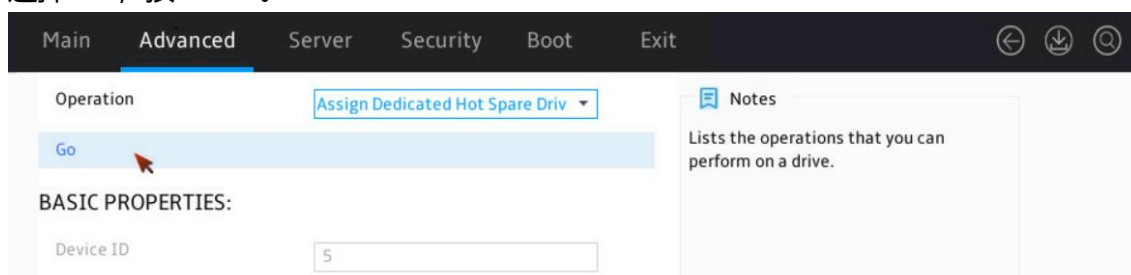 Main Advanced Server Security Boot Exit
Operation
Assign Dedicated Hot Spare Driv
Notes
Go
Lists the operations that you can
perform on a drive.
BASIC PROPERTIES:
Device ID
5